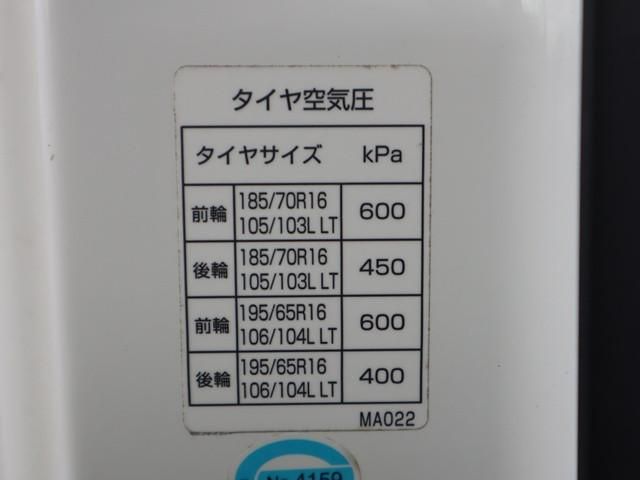 タイヤ空気圧
タイヤサイズ kPa
前輪 185/70R16 105/103L LT 600
後輪 185/70R16 105/103L LT 450
前輪 195/65R16 106/104L LT 600
後輪 195/65R16 106/104L LT 400
MA022
No 4159